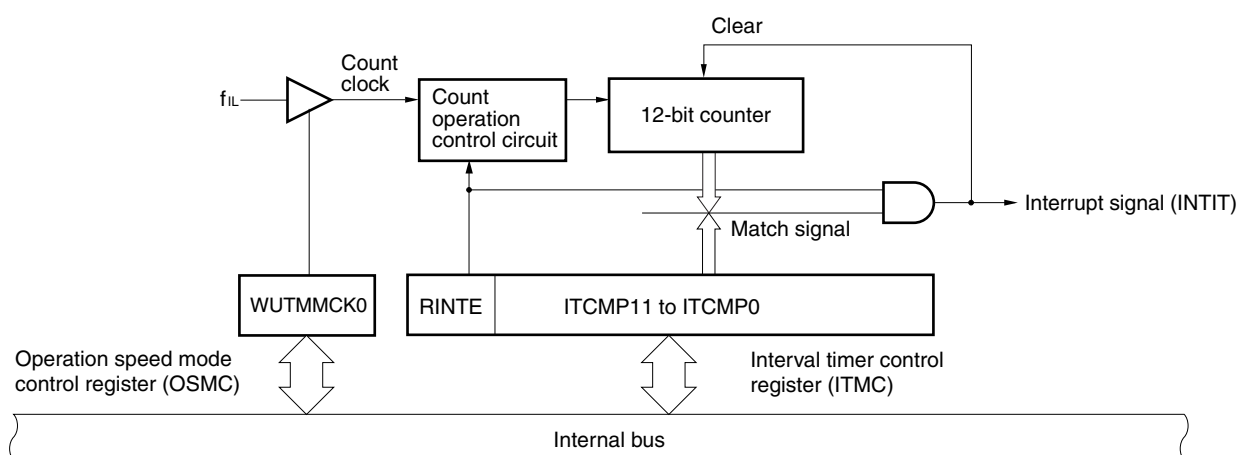 Clear
Count
clock
fIL
Count
operation
control circuit
12-bit counter
Interrupt signal (INTIT)
Match signal
WUTMMCK0
RINTE
ITCMP11 to ITCMP0
Operation speed mode
control register (OSMC)
Interval timer control
register (ITMC)
Internal bus